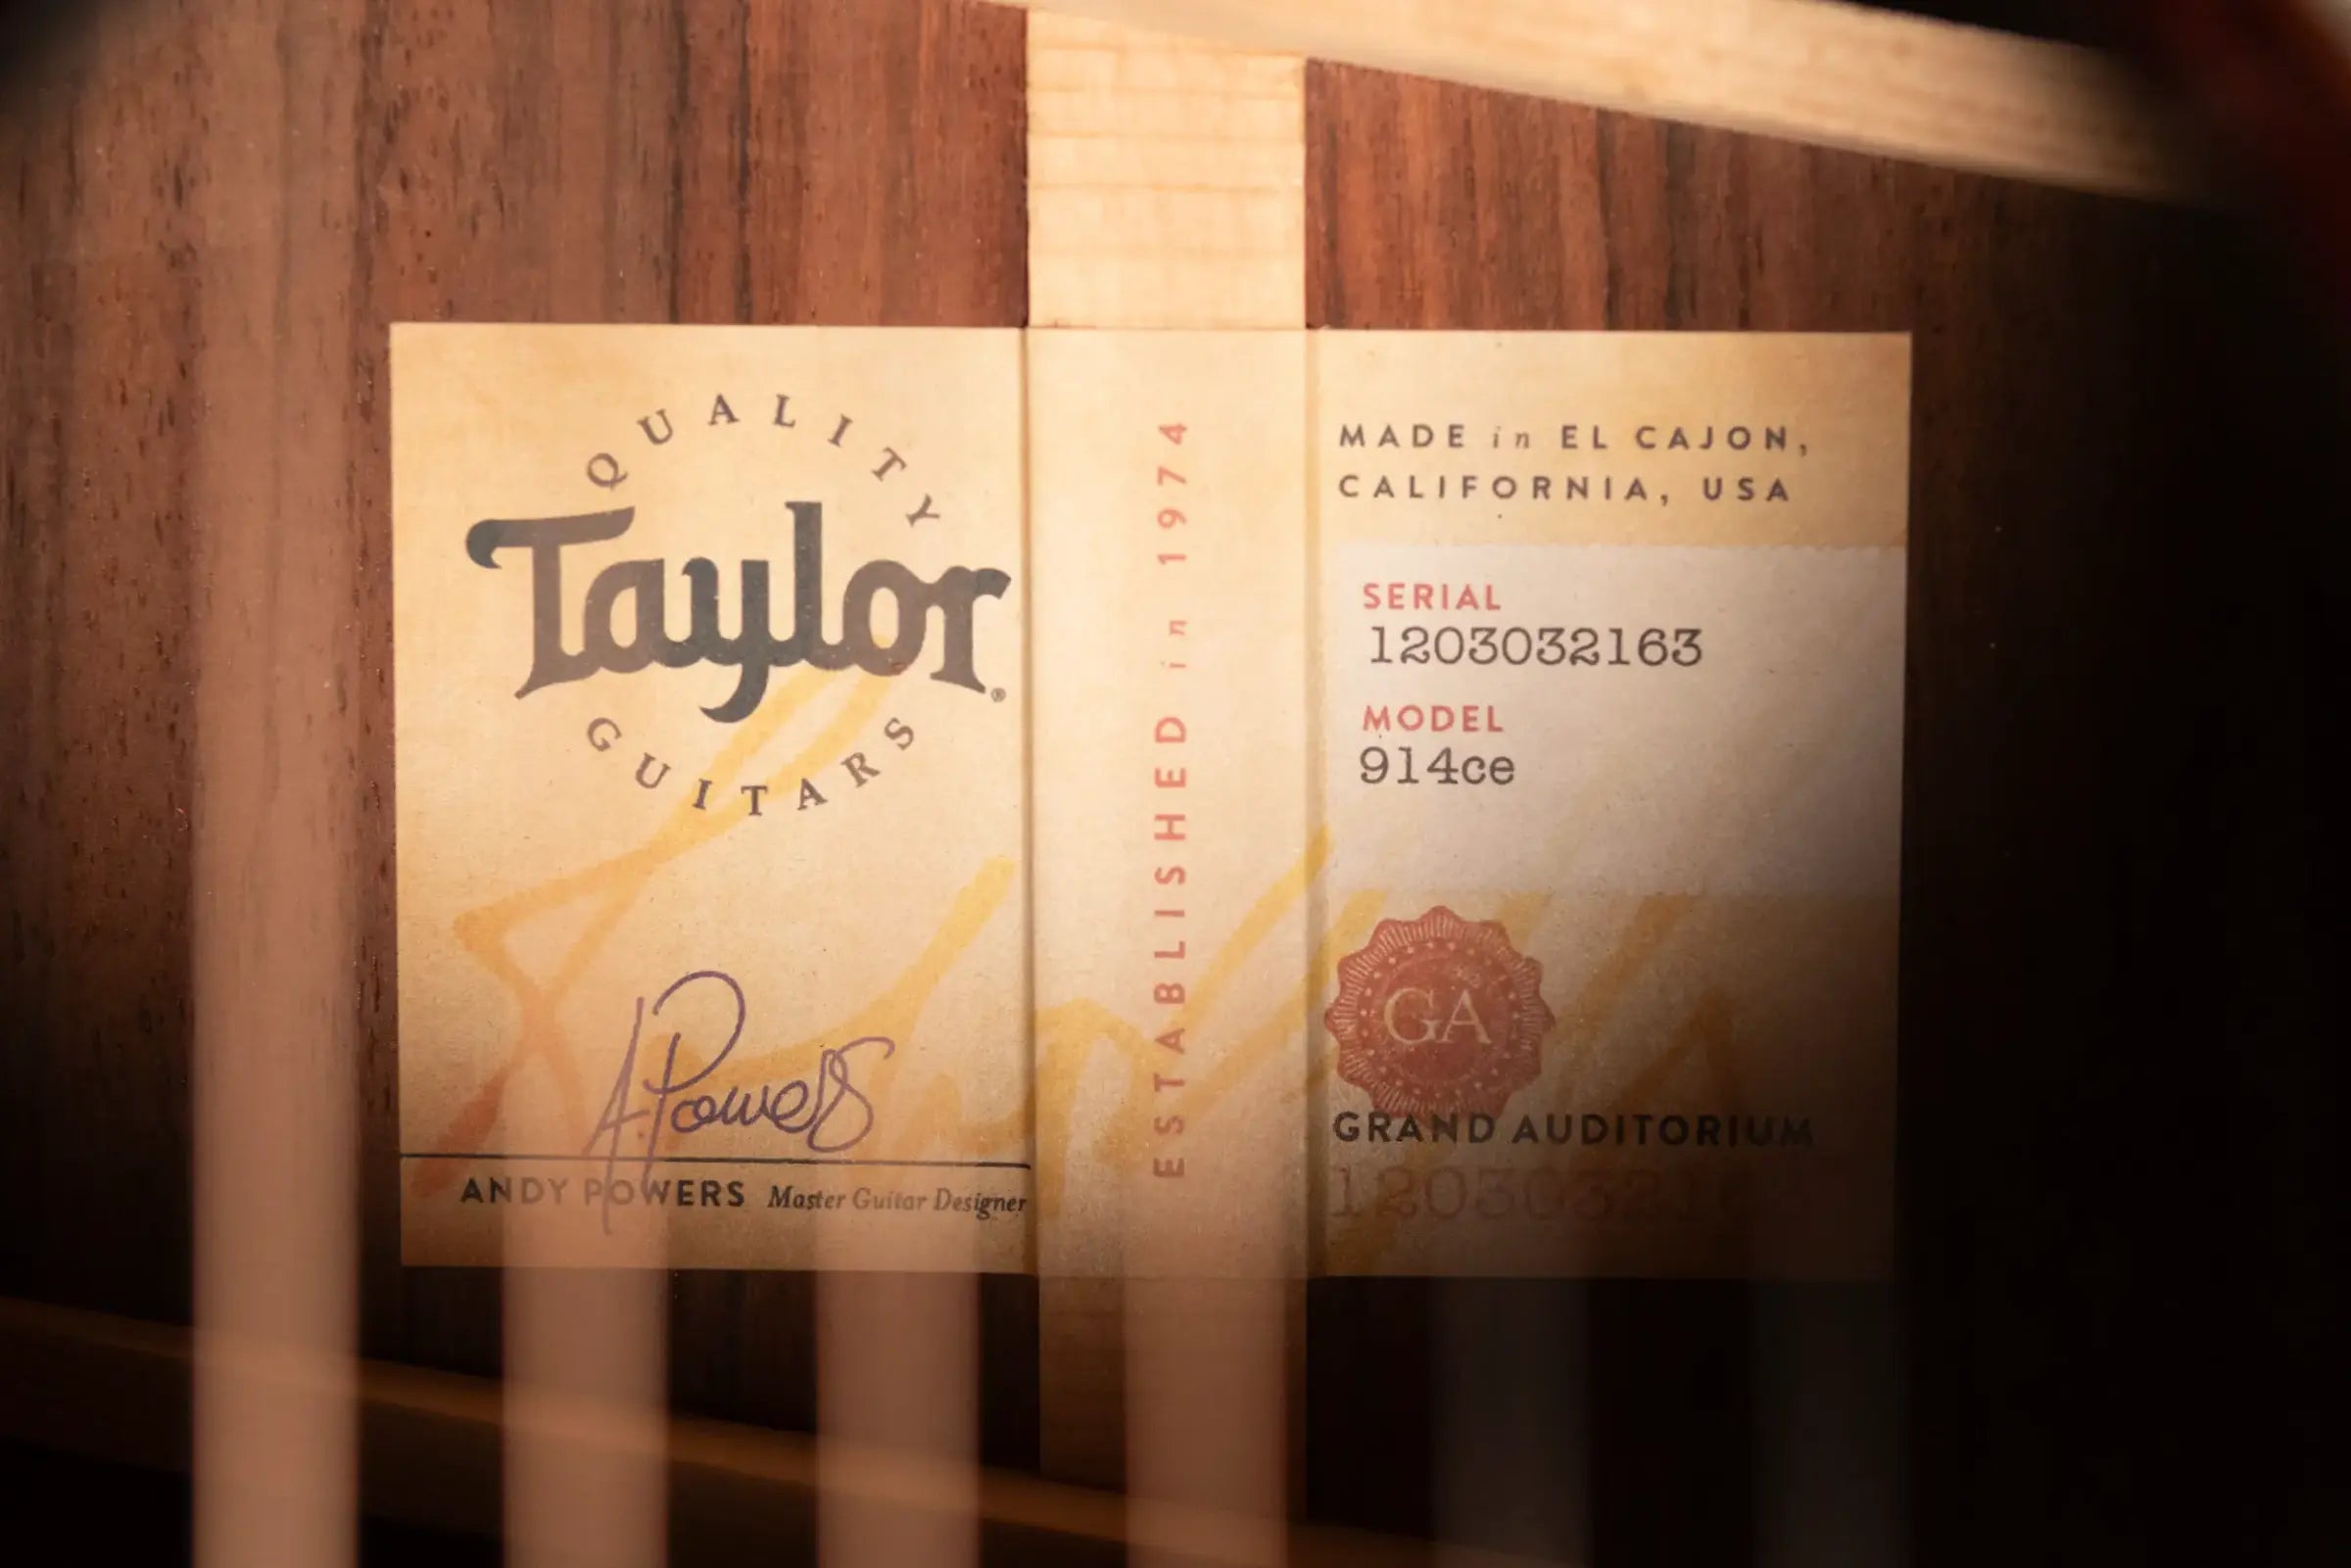 QUALITY
Taylor®
GUITARS
A Powers
ANDY POWERS Master Guitar Designer
ESTABLISHED in 1974
MADE in EL CAJON,
CALIFORNIA, USA
SERIAL
1203032163
MODEL
914ce
GA
GRAND AUDITORIUM